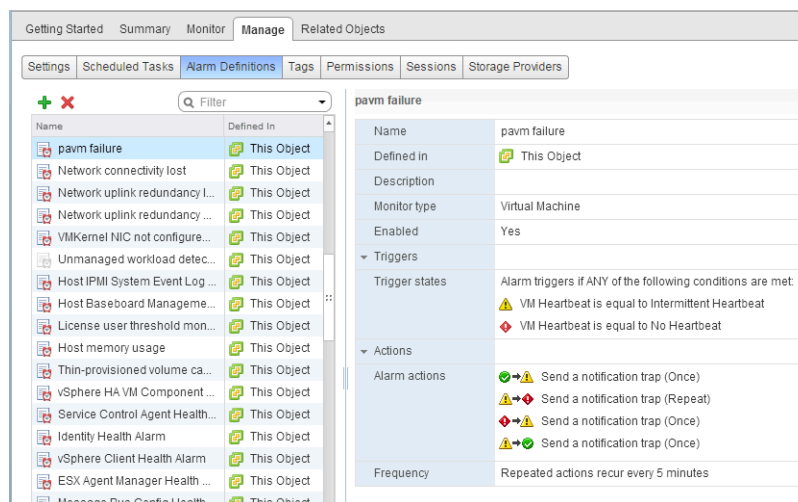 Getting Started Summary Monitor Manage Related Objects
Settings Scheduled Tasks Alarm Definitions Tags Permissions Sessions Storage Providers
Filter
Name Defined In
pavm failure This Object
Network connectivity lost This Object
Network uplink redundancy l... This Object
Network uplink redundancy ... This Object
VMKernel NIC not configure... This Object
Unmanaged workload detec... This Object
Host IPMI System Event Log ... This Object
Host Baseboard Manageme... This Object
License user threshold mon... This Object
Host memory usage This Object
Thin-provisioned volume ca... This Object
vSphere HA VM Component ... This Object
Service Control Agent Health... This Object
Identity Health Alarm This Object
vSphere Client Health Alarm This Object
ESX Agent Manager Health ... This Object
Message Bus Config Health This Object
pavm failure
Name pavm failure
Defined in This Object
Description
Monitor type Virtual Machine
Enabled Yes
Triggers
Trigger states Alarm triggers if ANY of the following conditions are met:
VM Heartbeat is equal to Intermittent Heartbeat
VM Heartbeat is equal to No Heartbeat
Actions
Alarm actions Send a notification trap (Once)
Send a notification trap (Repeat)
Send a notification trap (Once)
Send a notification trap (Once)
Frequency Repeated actions recur every 5 minutes